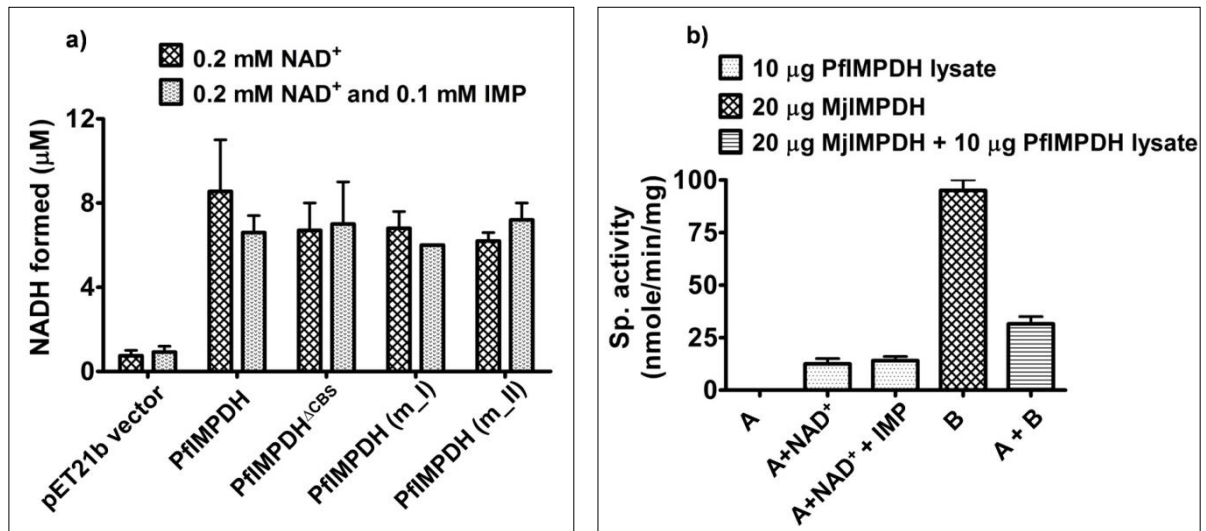 a)
0.2 mM NAD⁺
0.2 mM NAD⁺ and 0.1 mM IMP
NADH formed (μM)
12
8
4
0
pET21b vector
PfIMPDH
PfIMPDH^ΔCBS
PfIMPDH (m_I)
PfIMPDH (m_II)
b)
10 μg PfIMPDH lysate
20 μg MjIMPDH
20 μg MjIMPDH + 10 μg PfIMPDH lysate
Sp. activity
(nmole/min/mg)
100
75
50
25
0
A
A+NAD⁺
A+NAD⁺ + IMP
B
A + B